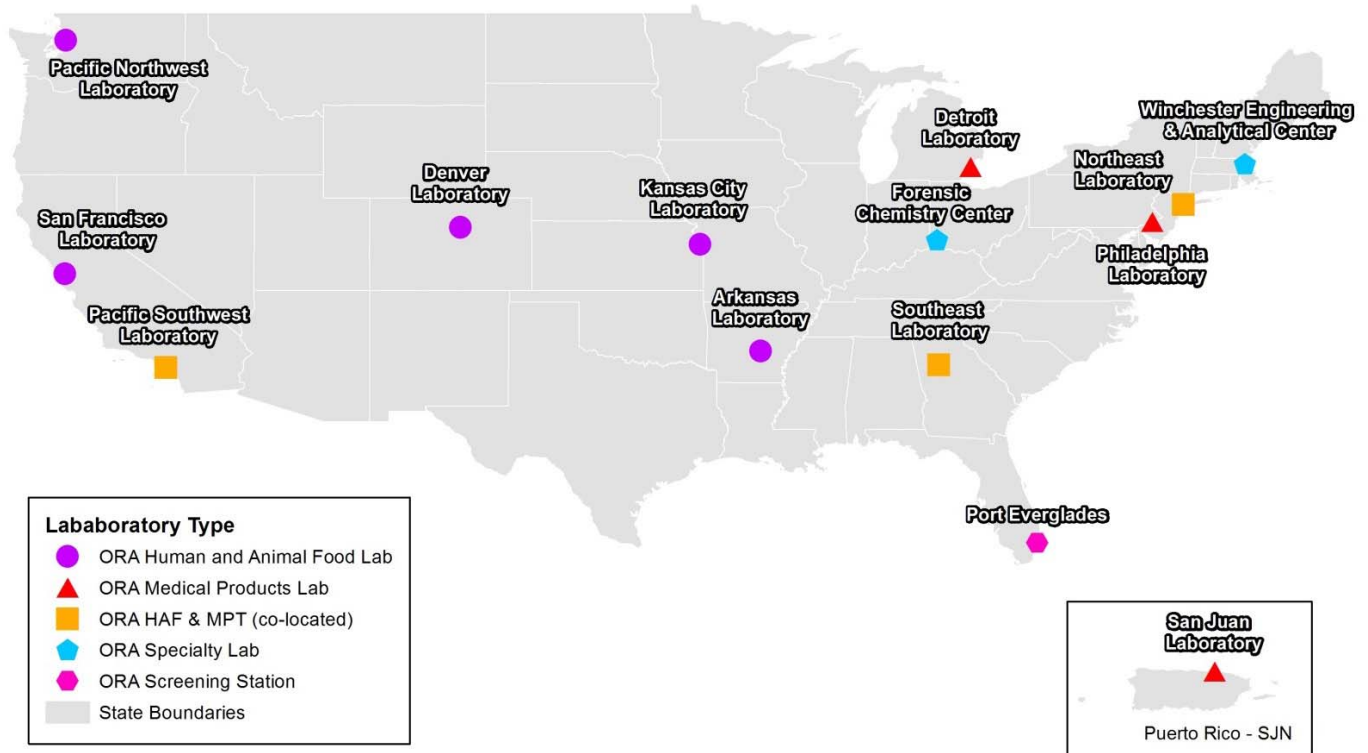 Pacific Northwest
Laboratory
San Francisco
Laboratory
Pacific Southwest
Laboratory
Denver
Laboratory
Kansas City
Laboratory
Arkansas
Laboratory
Detroit
Laboratory
Forensic
Chemistry Center
Southeast
Laboratory
Winchester Engineering
& Analytical Center
Northeast
Laboratory
Philadelphia
Laboratory
Port Everglades
Lababoratory Type
ORA Human and Animal Food Lab
ORA Medical Products Lab
ORA HAF & MPT (co-located)
ORA Specialty Lab
ORA Screening Station
State Boundaries
San Juan
Laboratory
Puerto Rico - SJN